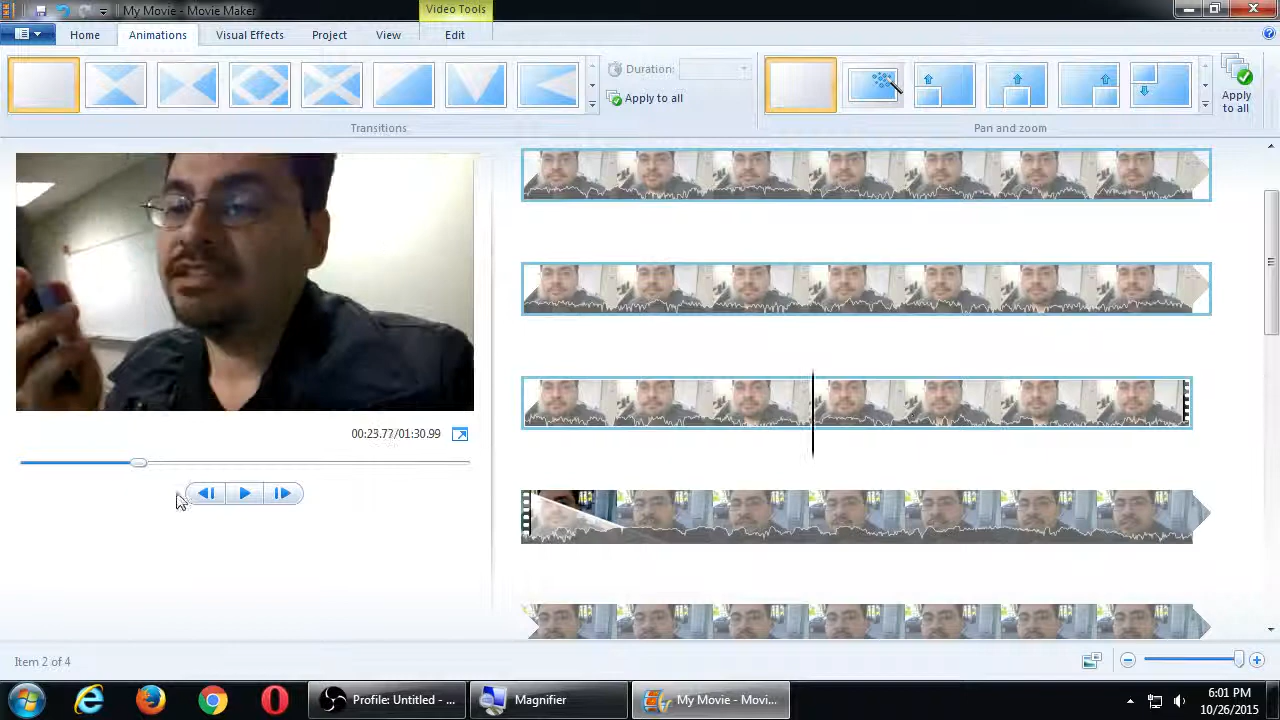 My Movie - Movie Maker
Video Tools
Home
Animations
Visual Effects
Project
View
Edit
Duration:
Apply to all
Apply to all
Transitions
Pan and zoom
00:23.77/01:30.99
Item 2 of 4
Profile: Untitled - ...
Magnifier
My Movie - Movi...
6:01 PM
10/26/2015